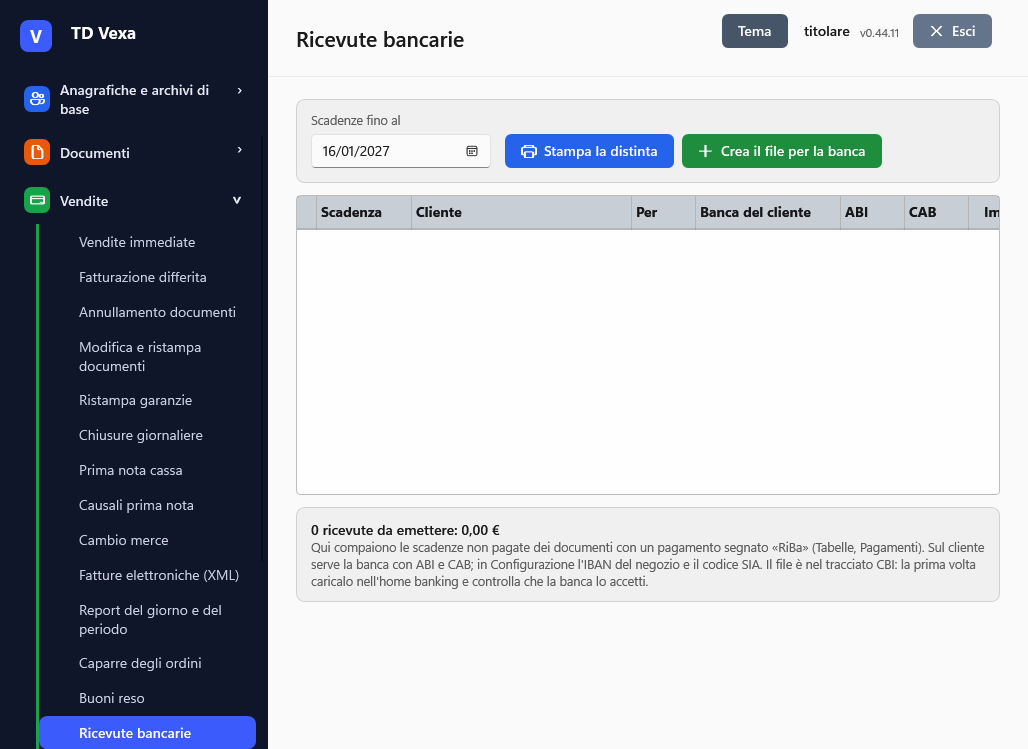 V
TD Vexa
Anagrafiche e archivi di
base
Documenti
Vendite
Vendite immediate
Fatturazione differita
Annullamento documenti
Modifica e ristampa
documenti
Ristampa garanzie
Chiusure giornaliere
Prima nota cassa
Causali prima nota
Cambio merce
Fatture elettroniche (XML)
Report del giorno e del
periodo
Caparre degli ordini
Buoni reso
Ricevute bancarie
Ricevute bancarie
Tema
titolare
v0.44.11
Esci
Scadenze fino al
16/01/2027
Stampa la distinta
Crea il file per la banca
Scadenza Cliente Per Banca del cliente ABI CAB Im
0 ricevute da emettere: 0,00 €
Qui compaiono le scadenze non pagate dei documenti con un pagamento segnato «RiBa» (Tabelle, Pagamenti). Sul cliente
serve la banca con ABI e CAB; in Configurazione l'IBAN del negozio e il codice SIA. Il file è nel tracciato CBI: la prima volta
caricalo nell'home banking e controlla che la banca lo accetti.